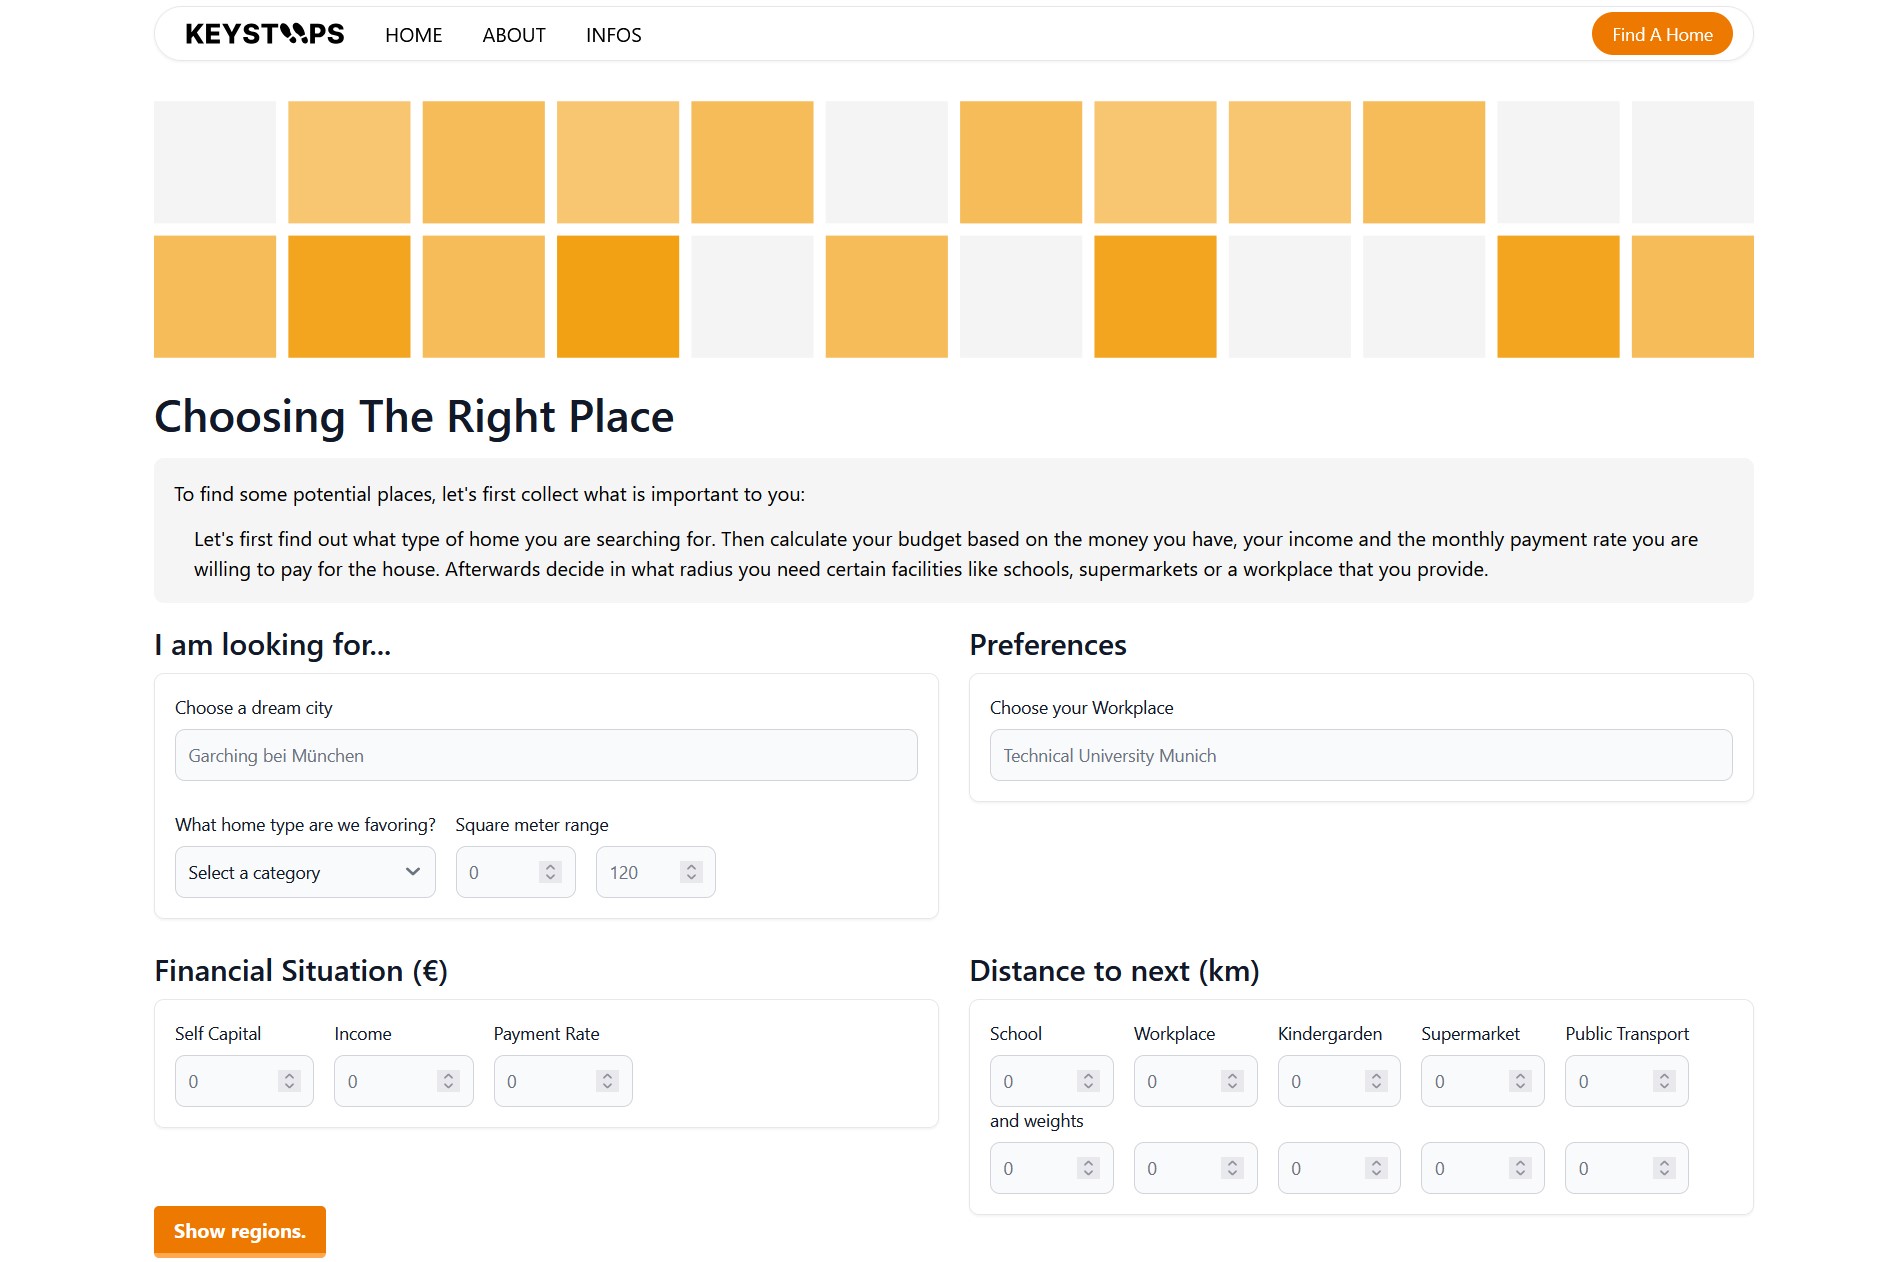 KEYSTOPS HOME ABOUT INFOS Find A Home
Choosing The Right Place
To find some potential places, let's first collect what is important to you:
Let's first find out what type of home you are searching for. Then calculate your budget based on the money you have, your income and the monthly payment rate you are
willing to pay for the house. Afterwards decide in what radius you need certain facilities like schools, supermarkets or a workplace that you provide.
I am looking for...
Choose a dream city
Garching bei München
What home type are we favoring? Square meter range
Select a category 0 120
Preferences
Choose your Workplace
Technical University Munich
Financial Situation (€)
Self Capital Income Payment Rate
0 0 0
Distance to next (km)
School Workplace Kindergarden Supermarket Public Transport
0 0 0 0 0
and weights
0 0 0 0 0
Show regions.